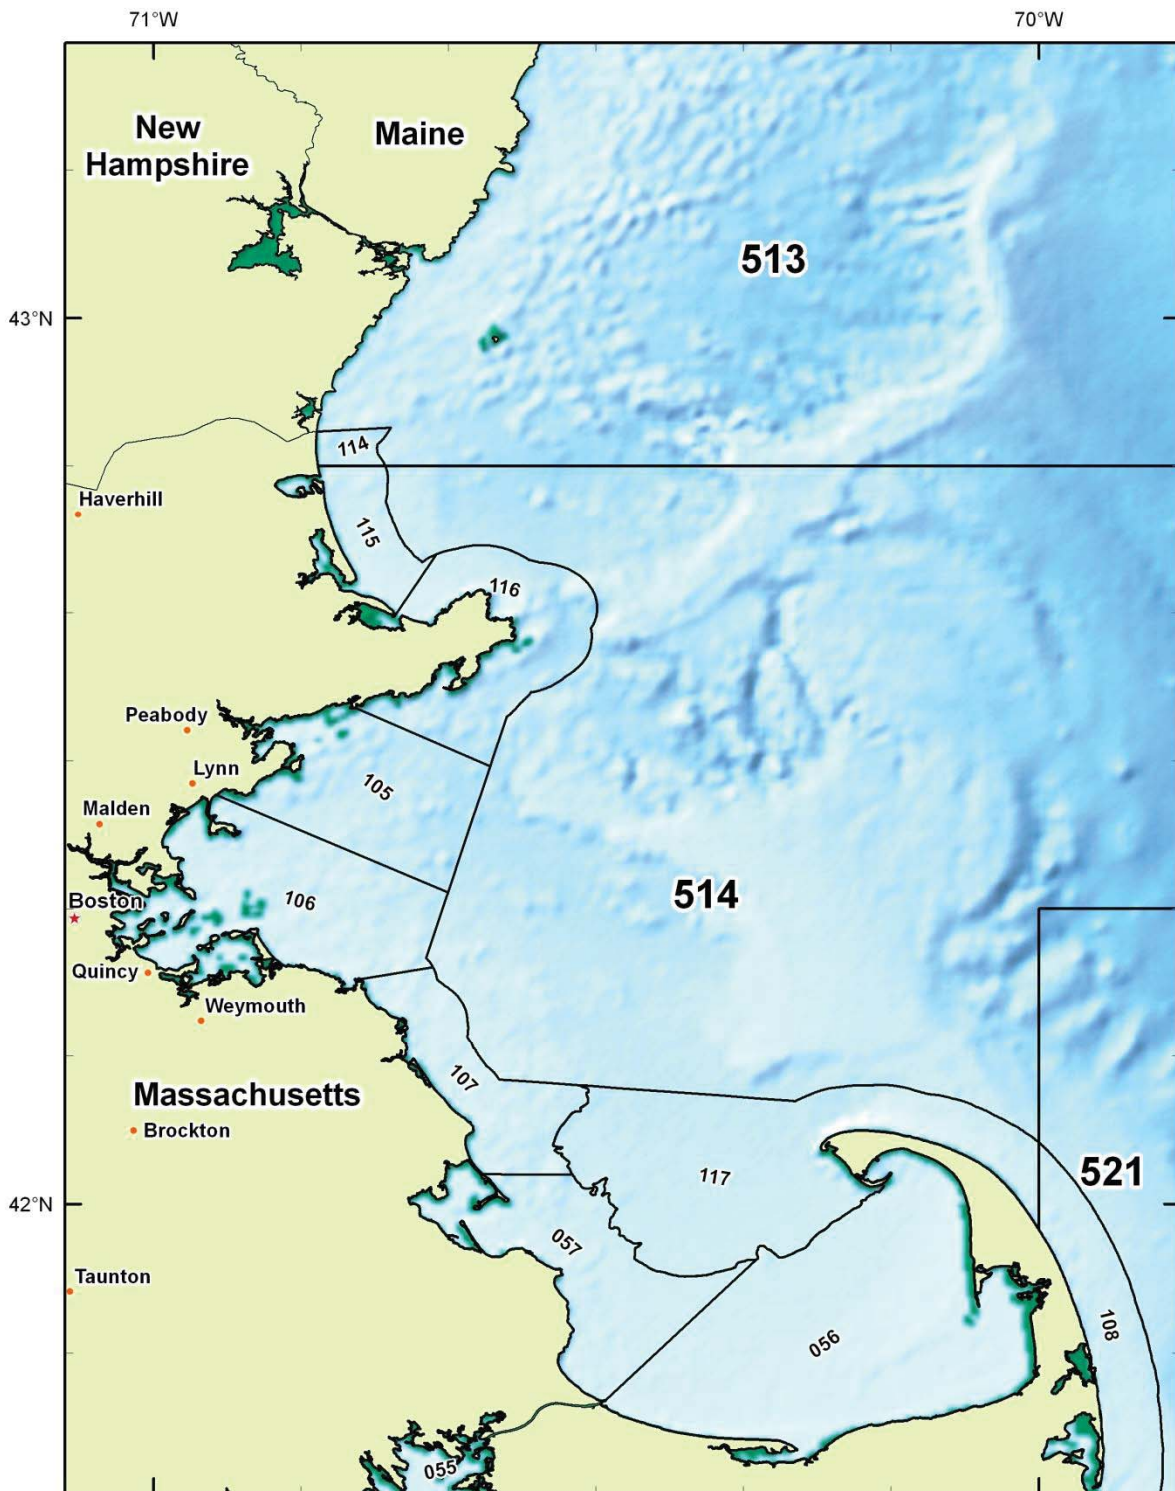 71°W
70°W
New
Hampshire
Maine
513
43°N
114
Haverhill
115
116
Peabody
Lynn
105
Malden
514
Boston
106
Quincy
Weymouth
107
Massachusetts
Brockton
521
117
42°N
057
Taunton
108
056
055